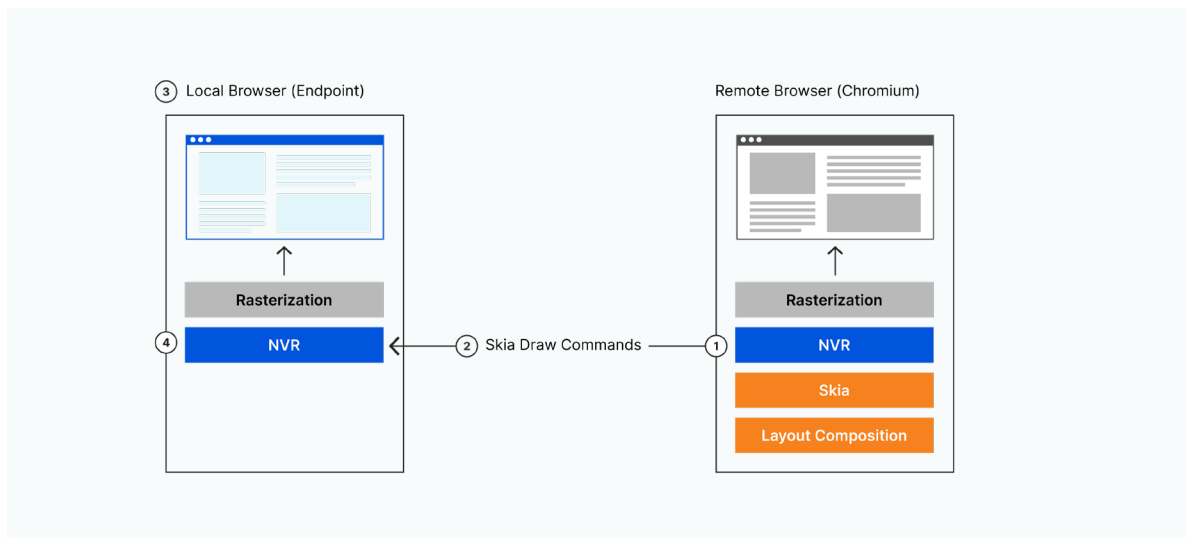 3 Local Browser (Endpoint)
Rasterization
4 NVR
2 Skia Draw Commands
Remote Browser (Chromium)
Rasterization
1 NVR
Skia
Layout Composition